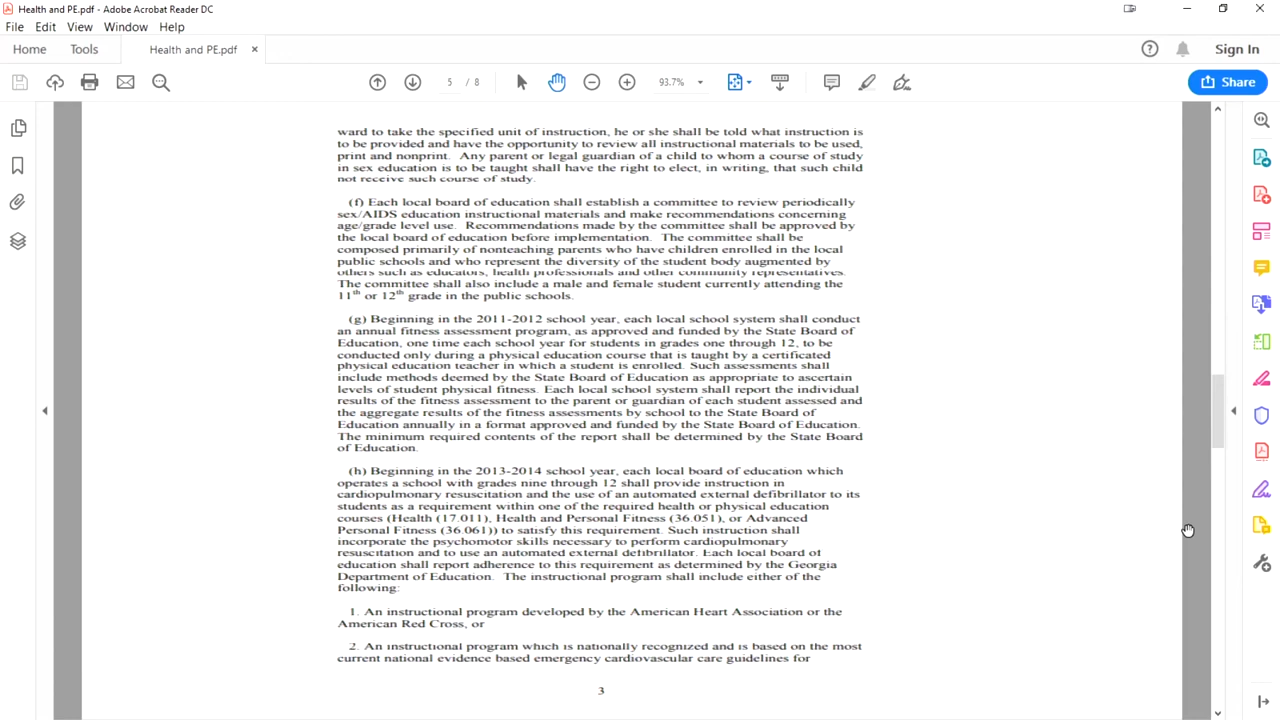 Health and PE.pdf - Adobe Acrobat Reader DC
File Edit View Window Help
Home Tools Health and PE.pdf × Sign In
5 / 8 93.7% Share
ward to take the specified unit of instruction, he or she shall be told what instruction is
to be provided and have the opportunity to review all instructional materials to be used,
print and nonprint. Any parent or legal guardian of a child to whom a course of study
in sex education is to be taught shall have the right to elect, in writing, that such child
not receive such course of study.
(f) Each local board of education shall establish a committee to review periodically
sex/AIDS education instructional materials and make recommendations concerning
age/grade level use. Recommendations made by the committee shall be approved by
the local board of education before implementation. The committee shall be
composed primarily of nonteaching parents who have children enrolled in the local
public schools and who represent the diversity of the student body augmented by
others such as educators, health professionals and other community representatives.
The committee shall also include a male and female student currently attending the
11th or 12th grade in the public schools.
(g) Beginning in the 2011-2012 school year, each local school system shall conduct
an annual fitness assessment program, as approved and funded by the State Board of
Education, one time each school year for students in grades one through 12, to be
conducted only during a physical education course that is taught by a certificated
physical education teacher in which a student is enrolled. Such assessments shall
include methods deemed by the State Board of Education as appropriate to ascertain
levels of student physical fitness. Each local school system shall report the individual
results of the fitness assessment to the parent or guardian of each student assessed and
the aggregate results of the fitness assessments by school to the State Board of
Education annually in a format approved and funded by the State Board of Education.
The minimum required contents of the report shall be determined by the State Board
of Education.
(h) Beginning in the 2013-2014 school year, each local board of education which
operates a school with grades nine through 12 shall provide instruction in
cardiopulmonary resuscitation and the use of an automated external defibrillator to its
students as a requirement within one of the required health or physical education
courses (Health (17.011), Health and Personal Fitness (36.051), or Advanced
Personal Fitness (36.061)) to satisfy this requirement. Such instruction shall
incorporate the psychomotor skills necessary to perform cardiopulmonary
resuscitation and to use an automated external defibrillator. Each local board of
education shall report adherence to this requirement as determined by the Georgia
Department of Education. The instructional program shall include either of the
following:
1. An instructional program developed by the American Heart Association or the
American Red Cross, or
2. An instructional program which is nationally recognized and is based on the most
current national evidence based emergency cardiovascular care guidelines for
3